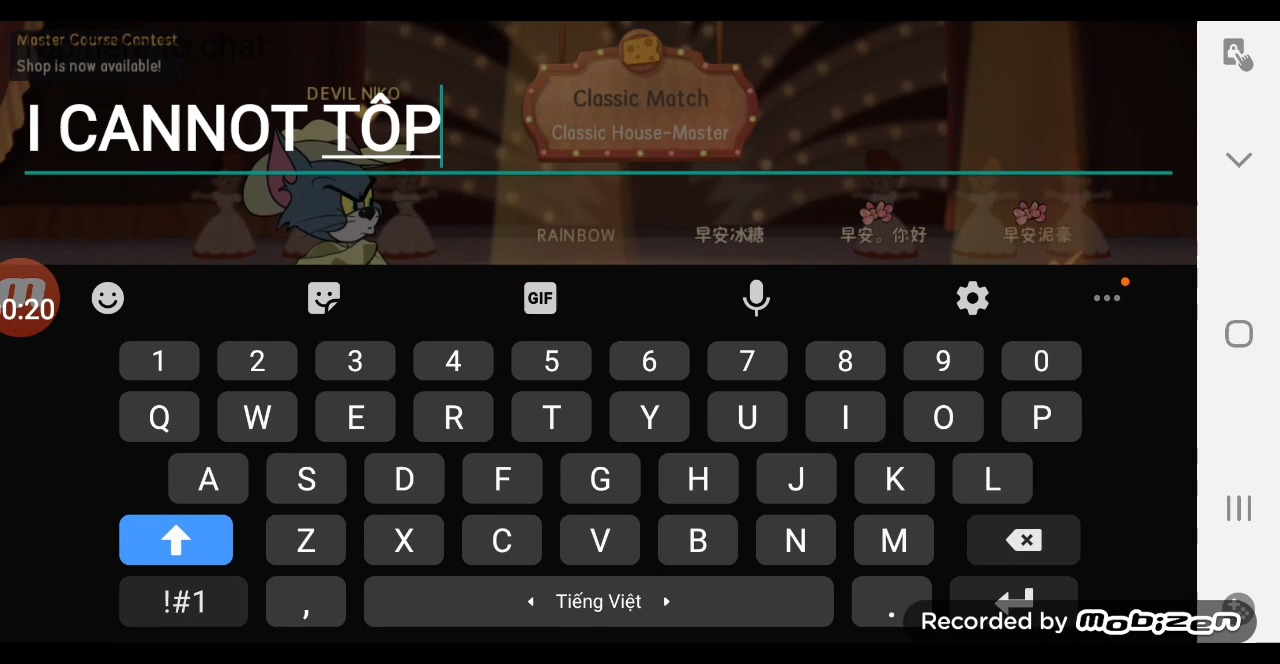 Master Course Contest
Shop is now available!
DEVIL NIKO
I CANNOT TÔP
Classic Match
Classic House-Master
RAINBOW
早安冰糖
早安。你好
早安泥豪
0:20
GIF
1 2 3 4 5 6 7 8 9 0
Q W E R T Y U I O P
A S D F G H J K L
Z X C V B N M
!#1 , Tiếng Việt .
Recorded by mobizen